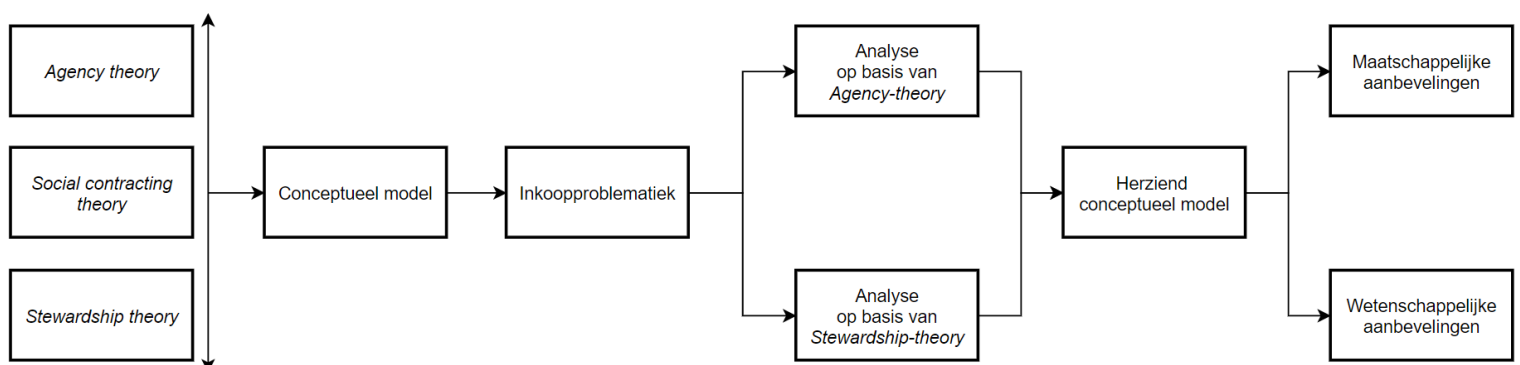 Agency theory
Social contracting
theory
Stewardship theory
Conceptueel model
Inkoopproblematiek
Analyse
op basis van
Agency-theory
Analyse
op basis van
Stewardship-theory
Herziend
conceptueel model
Maatschappelijke
aanbevelingen
Wetenschappelijke
aanbevelingen